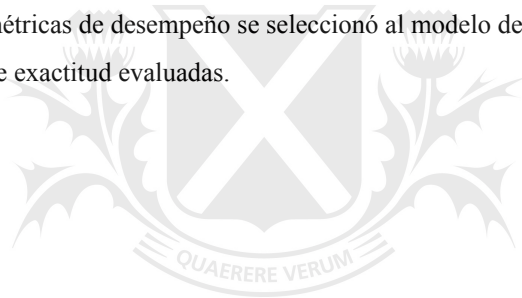 métricas de desempeño se seleccionó al modelo de
e exactitud evaluadas.
QUAERERE VERUM